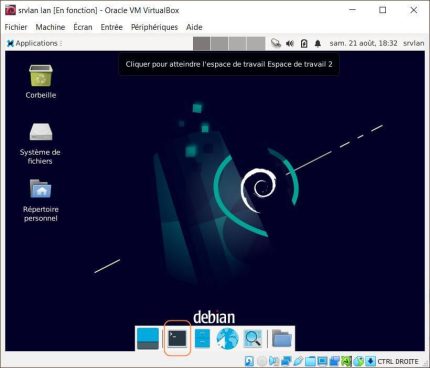 srvlan lan [En fonction] - Oracle VM VirtualBox
Fichier Machine Écran Entrée Périphériques Aide
Applications sam. 21 août, 18:32 srvlan
Cliquer pour atteindre l'espace de travail Espace de travail 2
Corbeille
Système de
fichiers
Répertoire
personnel
debian
CTRL DROITE